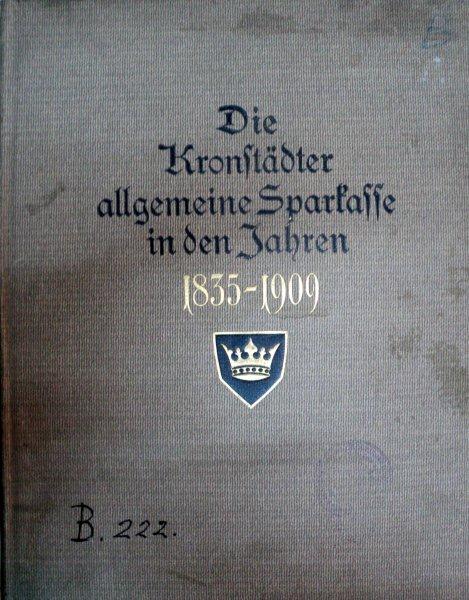 B
Die
Kronſtädter
allgemeine Sparkaſſe
in den Jahren
1835-1909
B. 222.